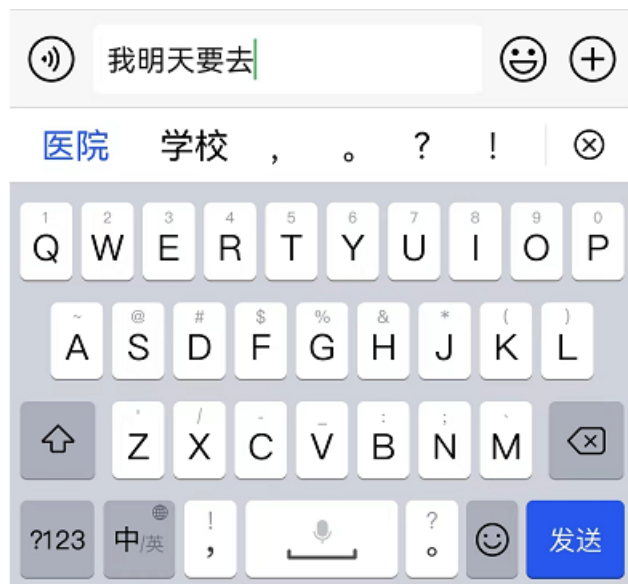 我明天要去
医院 学校 , 。 ? !
1 2 3 4 5 6 7 8 9 0
Q W E R T Y U I O P
~ @ # $ % & * ( )
A S D F G H J K L
' / - _ : ; 、
Z X C V B N M
! ?
?123 中/英 , 。 发送